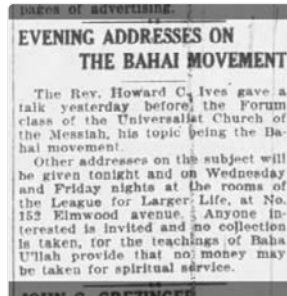 pages of advertising.
EVENING ADDRESSES ON
THE BAHAI MOVEMENT
The Rev. Howard C. Ives gave a
talk yesterday before the Forum
class of the Universalist Church of
the Messiah, his topic being the Ba-
hai movement.
Other addresses on the subject will
be given tonight and on Wednesday
and Friday nights at the rooms of
the League for Larger Life, at No.
152 Elmwood avenue. Anyone in-
terested is invited and no collection
is taken, for the teachings of Baha
U'llah provide that no money may
be taken for spiritual service.
JOHN C. GRETZINGER